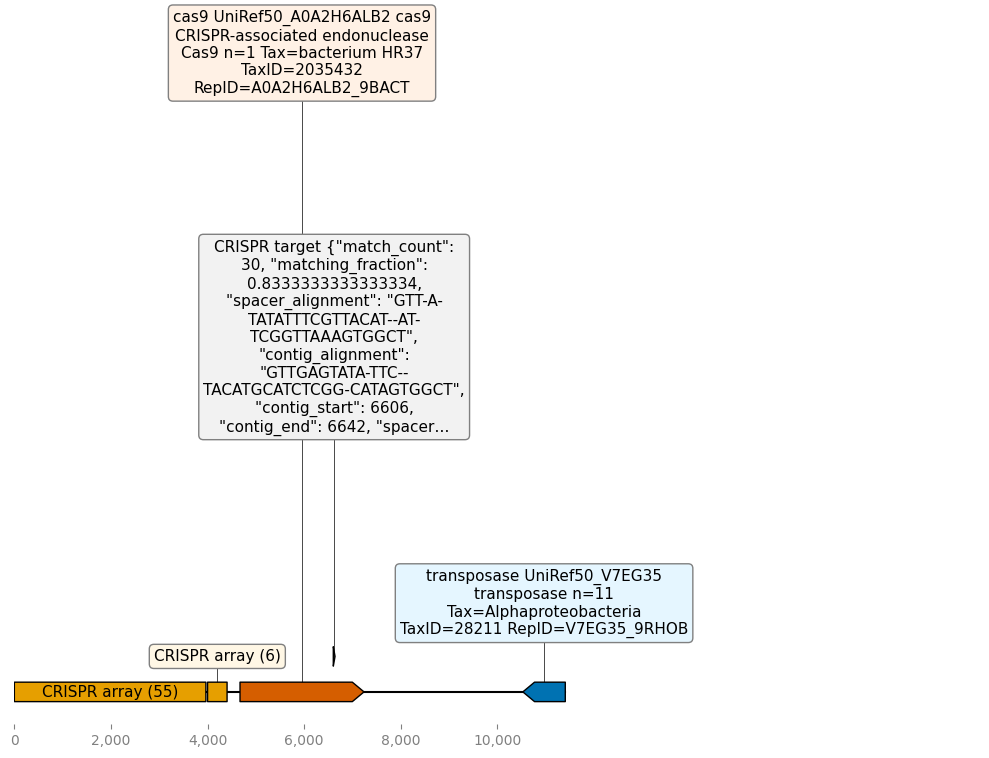 cas9 UniRef50_A0A2H6ALB2 cas9
CRISPR-associated endonuclease
Cas9 n=1 Tax=bacterium HR37
TaxID=2035432
RepID=A0A2H6ALB2_9BACT
CRISPR target {"match_count":
30, "matching_fraction":
0.8333333333333334,
"spacer_alignment": "GTT-A-
TATATTTCGTTACAT--AT-
TCGGTTAAAGTGGCT",
"contig_alignment":
"GTTGAGTATA-TTC--
TACATGCATCTCGG-CATAGTGGCT",
"contig_start": 6606,
"contig_end": 6642, "spacer...
transposase UniRef50_V7EG35
transposase n=11
Tax=Alphaproteobacteria
TaxID=28211 RepID=V7EG35_9RHOB
CRISPR array (6)
CRISPR array (55)
0 2,000 4,000 6,000 8,000 10,000